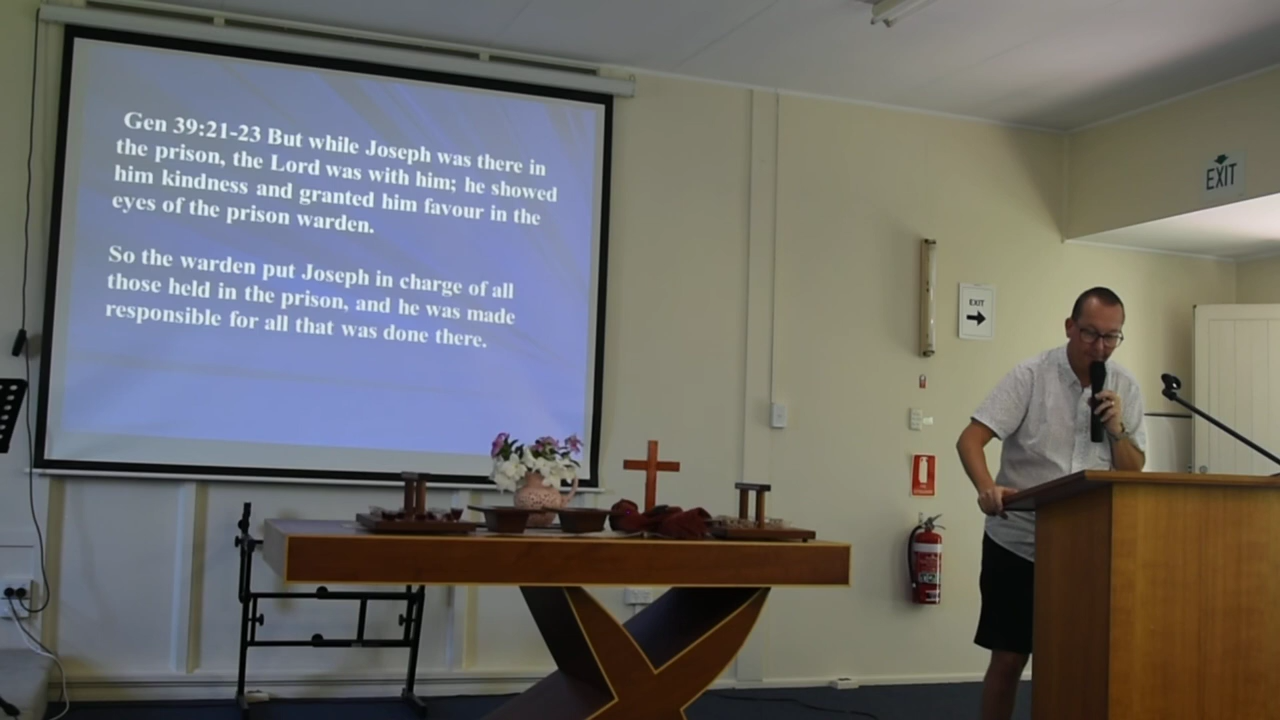 Gen 39:21-23 But while Joseph was there in
the prison, the Lord was with him; he showed
him kindness and granted him favour in the
eyes of the prison warden.
So the warden put Joseph in charge of all
those held in the prison, and he was made
responsible for all that was done there.
EXIT
EXIT